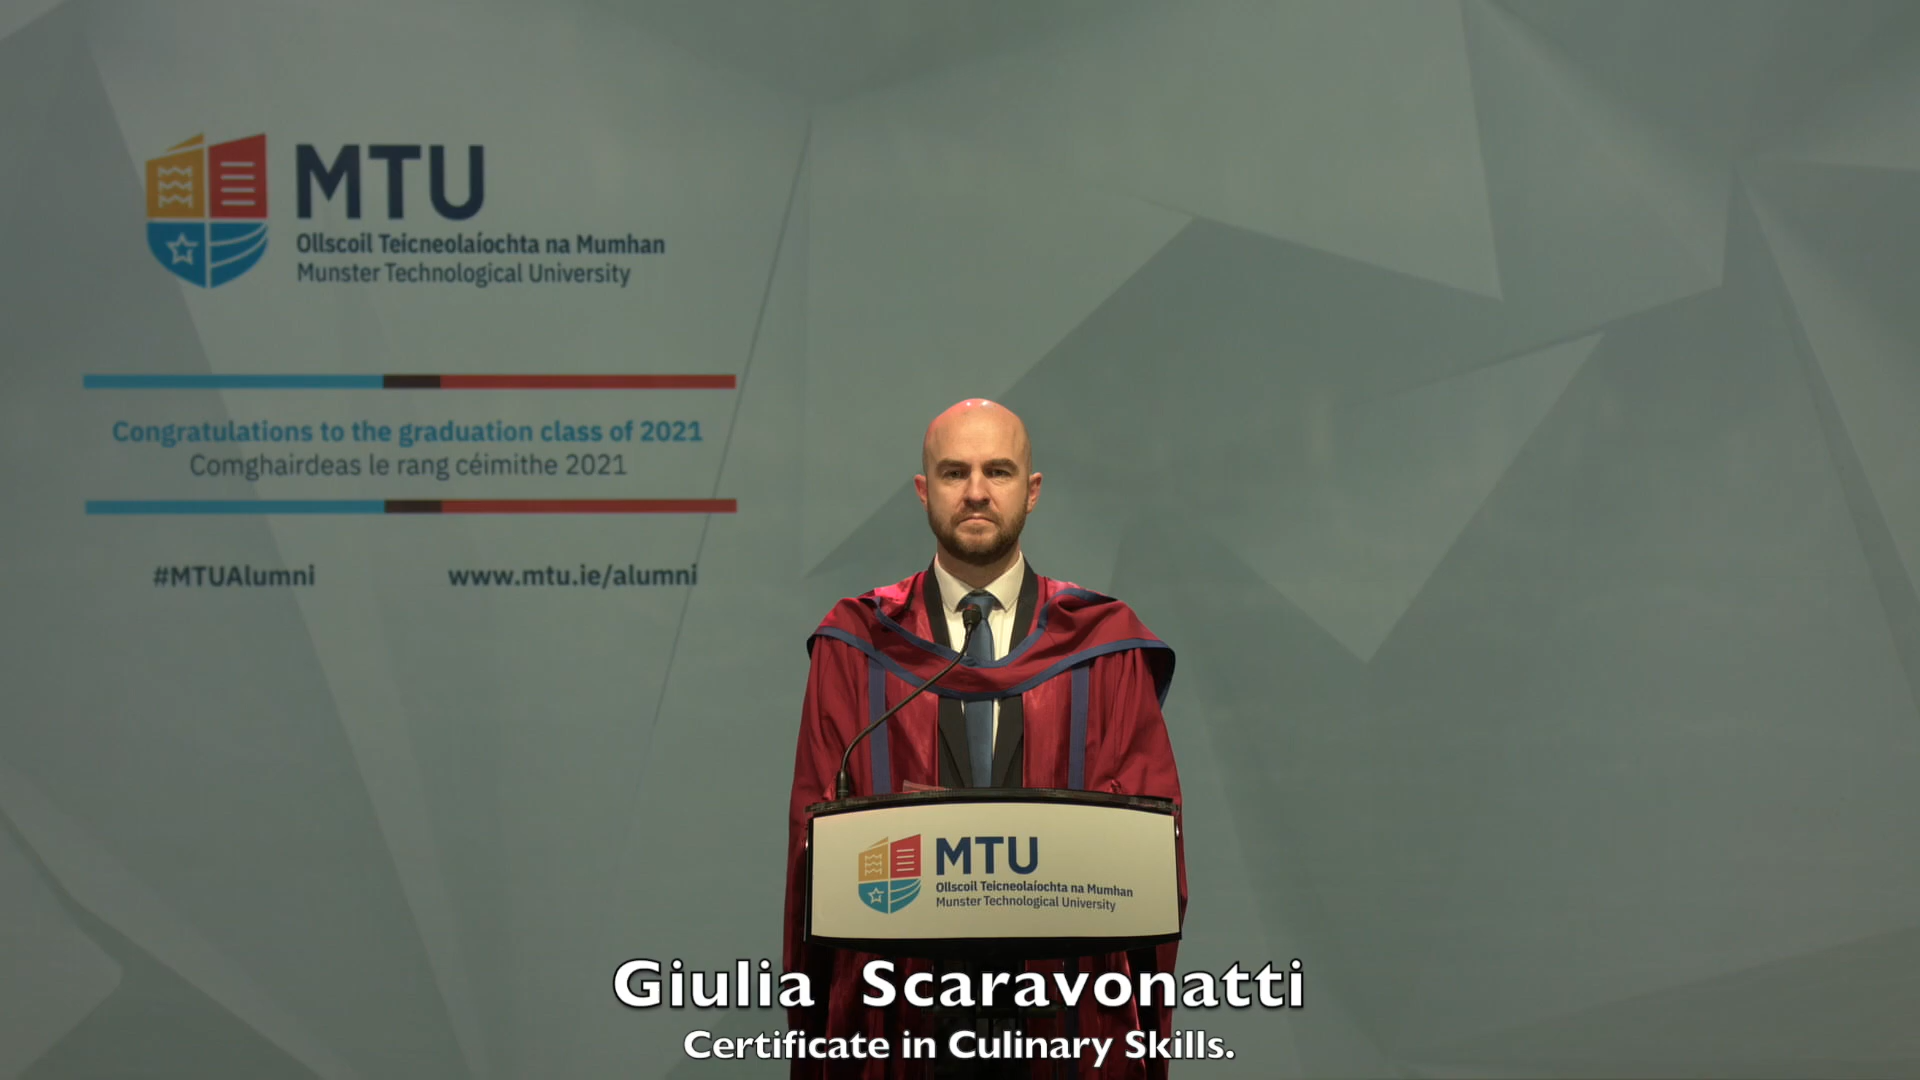 MTU
Ollscoil Teicneolaíochta na Mumhan
Munster Technological University
Congratulations to the graduation class of 2021
Comghairdeas le rang céimithe 2021
#MTUAlumni www.mtu.ie/alumni
MTU
Ollscoil Teicneolaíochta na Mumhan
Munster Technological University
Giulia Scaravonatti
Certificate in Culinary Skills.